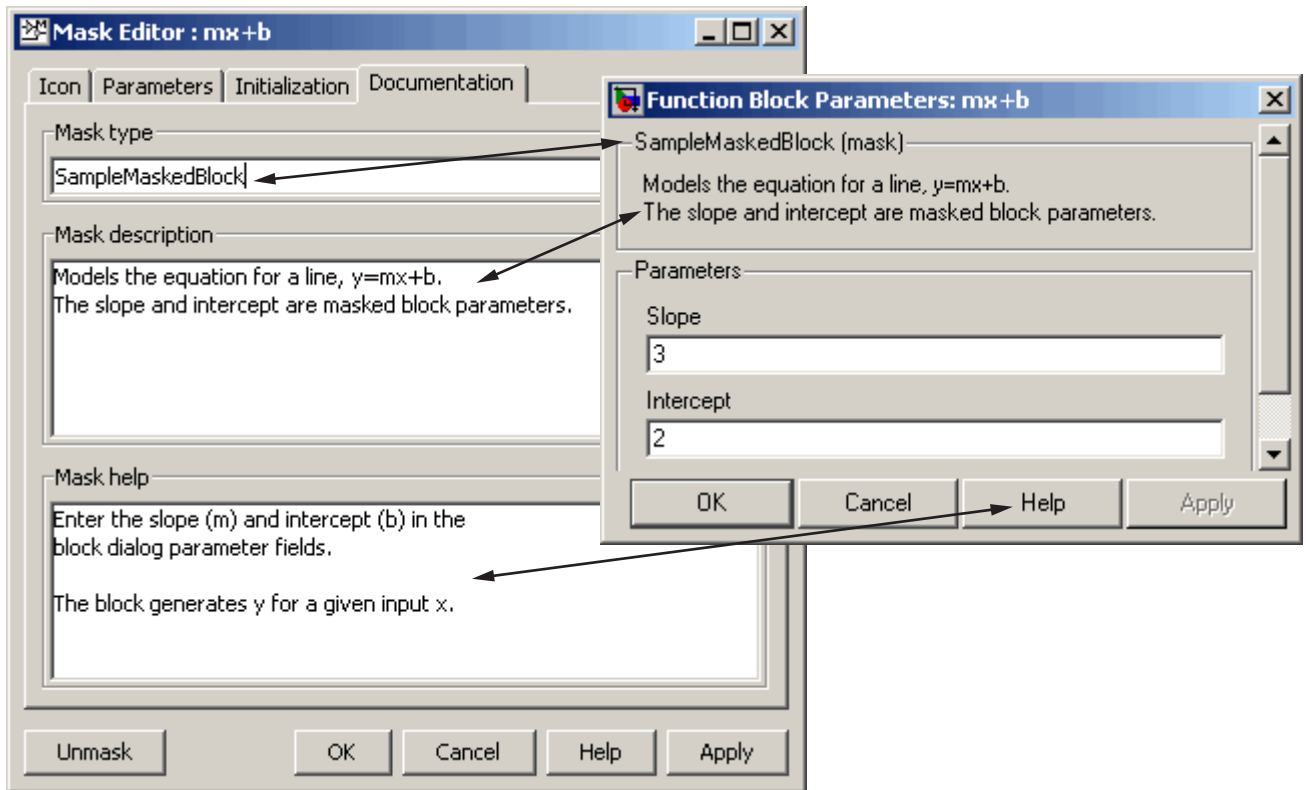 Mask Editor : mx+b
Icon
Parameters
Initialization
Documentation
Mask type
SampleMaskedBlock
Mask description
Models the equation for a line, y=mx+b.
The slope and intercept are masked block parameters.
Mask help
Enter the slope (m) and intercept (b) in the
block dialog parameter fields.
The block generates y for a given input x.
Unmask
OK
Cancel
Help
Apply
Function Block Parameters: mx+b
SampleMaskedBlock (mask)
Models the equation for a line, y=mx+b.
The slope and intercept are masked block parameters.
Parameters
Slope
3
Intercept
2
OK
Cancel
Help
Apply